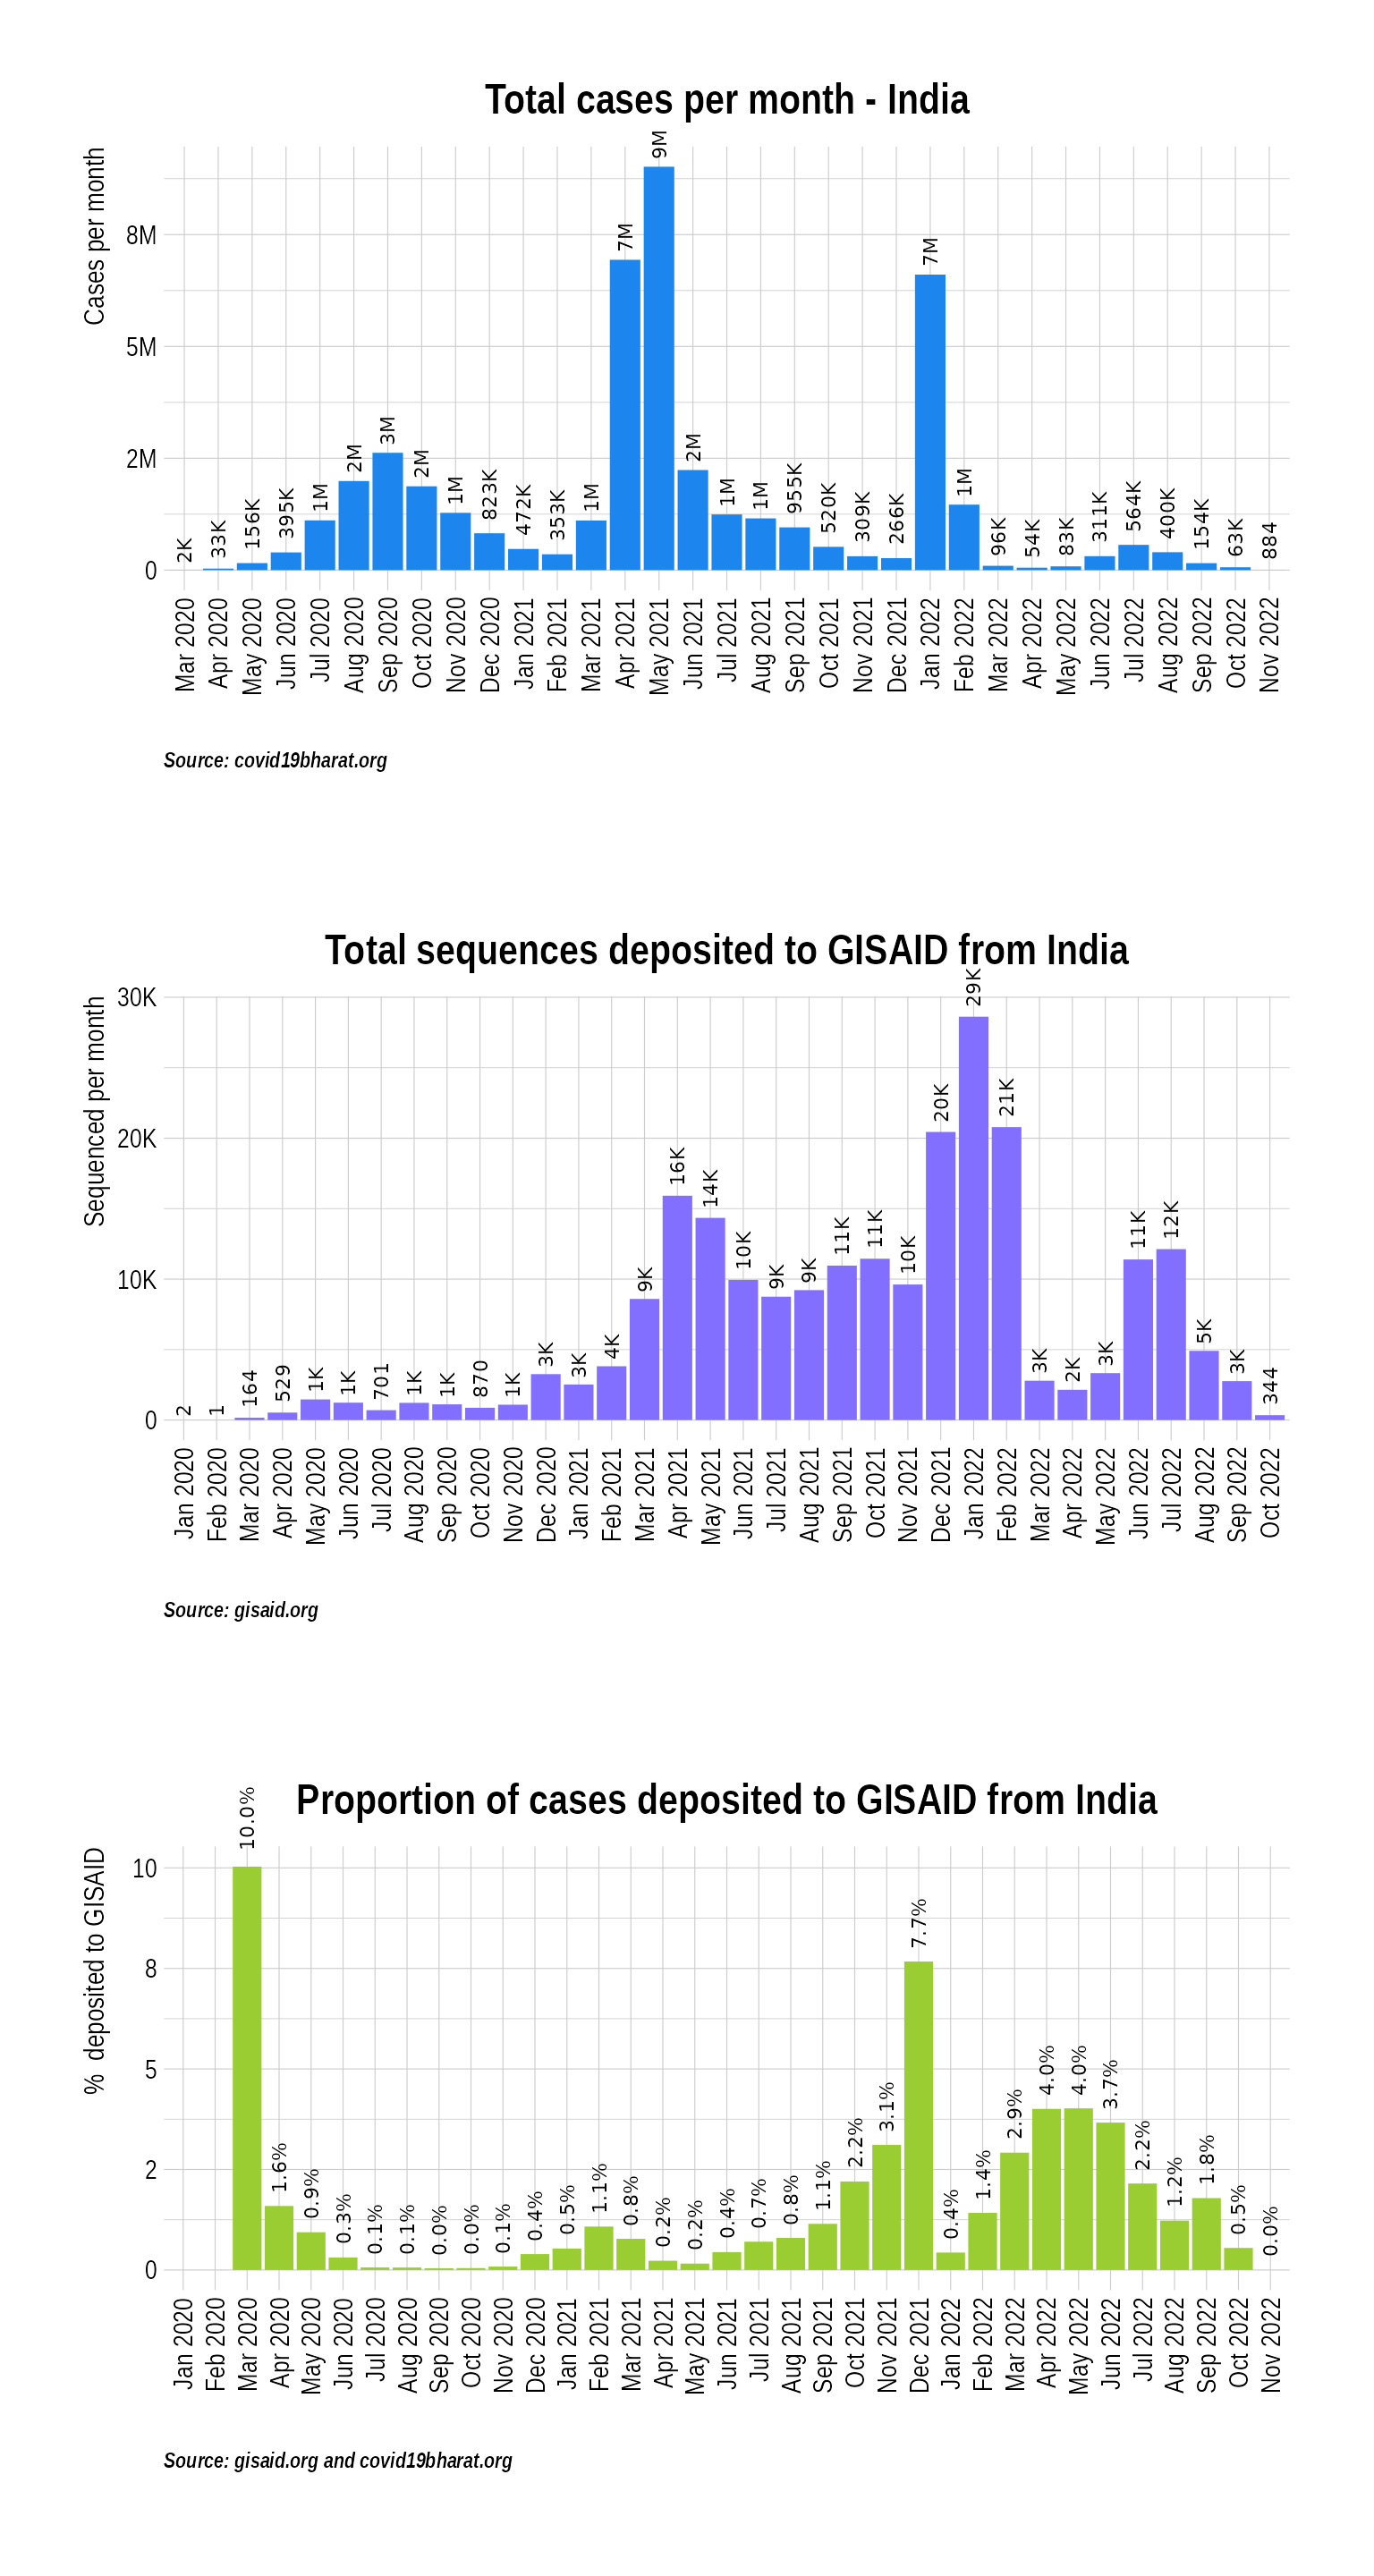 Total cases per month - India
Cases per month
8M
5M
2M
0
2K
33K
156K
395K
1M
2M
3M
2M
1M
823K
472K
353K
1M
7M
9M
2M
1M
1M
955K
520K
309K
266K
7M
1M
96K
54K
83K
311K
564K
400K
154K
63K
884
Mar 2020
Apr 2020
May 2020
Jun 2020
Jul 2020
Aug 2020
Sep 2020
Oct 2020
Nov 2020
Dec 2020
Jan 2021
Feb 2021
Mar 2021
Apr 2021
May 2021
Jun 2021
Jul 2021
Aug 2021
Sep 2021
Oct 2021
Nov 2021
Dec 2021
Jan 2022
Feb 2022
Mar 2022
Apr 2022
May 2022
Jun 2022
Jul 2022
Aug 2022
Sep 2022
Oct 2022
Nov 2022
Source: covid19bharat.org
Total sequences deposited to GISAID from India
Sequenced per month
30K
20K
10K
0
2
1
164
529
1K
1K
701
1K
1K
870
1K
3K
3K
4K
9K
16K
14K
10K
9K
9K
11K
11K
10K
20K
29K
21K
3K
2K
3K
11K
12K
5K
3K
344
Jan 2020
Feb 2020
Mar 2020
Apr 2020
May 2020
Jun 2020
Jul 2020
Aug 2020
Sep 2020
Oct 2020
Nov 2020
Dec 2020
Jan 2021
Feb 2021
Mar 2021
Apr 2021
May 2021
Jun 2021
Jul 2021
Aug 2021
Sep 2021
Oct 2021
Nov 2021
Dec 2021
Jan 2022
Feb 2022
Mar 2022
Apr 2022
May 2022
Jun 2022
Jul 2022
Aug 2022
Sep 2022
Oct 2022
Source: gisaid.org
Proportion of cases deposited to GISAID from India
% deposited to GISAID
10
8
5
2
0
10.0%
1.6%
0.9%
0.3%
0.1%
0.1%
0.0%
0.0%
0.1%
0.4%
0.5%
1.1%
0.8%
0.2%
0.2%
0.4%
0.7%
0.8%
1.1%
2.2%
3.1%
7.7%
0.4%
1.4%
2.9%
4.0%
4.0%
3.7%
2.2%
1.2%
1.8%
0.5%
0.0%
Jan 2020
Feb 2020
Mar 2020
Apr 2020
May 2020
Jun 2020
Jul 2020
Aug 2020
Sep 2020
Oct 2020
Nov 2020
Dec 2020
Jan 2021
Feb 2021
Mar 2021
Apr 2021
May 2021
Jun 2021
Jul 2021
Aug 2021
Sep 2021
Oct 2021
Nov 2021
Dec 2021
Jan 2022
Feb 2022
Mar 2022
Apr 2022
May 2022
Jun 2022
Jul 2022
Aug 2022
Sep 2022
Oct 2022
Nov 2022
Source: gisaid.org and covid19bharat.org